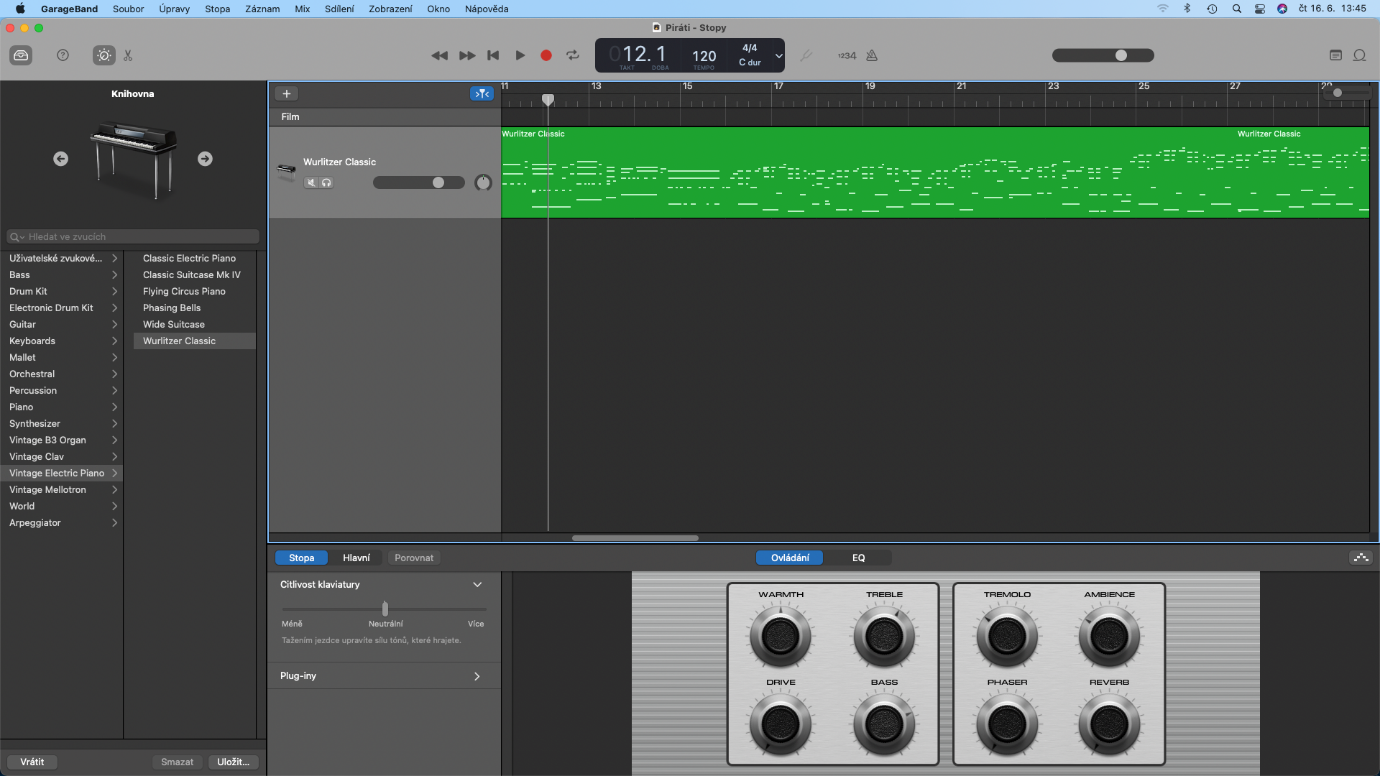 GarageBand Soubor Úpravy Stopa Záznam Mix Sdílení Zobrazení Okno Nápověda čt 16. 6. 13:45
Piráti – Stopy
12.1 120 4/4 C dur
TAKT DOBA TEMPO
1234
Knihovna
Hledat ve zvucích
Uživatelské zvukové...
Bass
Drum Kit
Electronic Drum Kit
Guitar
Keyboards
Mallet
Orchestral
Percussion
Piano
Synthesizer
Vintage B3 Organ
Vintage Clav
Vintage Electric Piano
Vintage Mellotron
World
Arpeggiator
Classic Electric Piano
Classic Suitcase Mk IV
Flying Circus Piano
Phasing Bells
Wide Suitcase
Wurlitzer Classic
Vrátit Smazat Uložit...
11 13 15 17 19 21 23 25 27
Film
Wurlitzer Classic
Wurlitzer Classic Wurlitzer Classic
Stopa Hlavní Porovnat Ovládání EQ
Citlivost klaviatury
Méně Neutrální Více
Tažením jezdce upravíte sílu tónů, které hrajete.
Plug-iny
WARMTH TREBLE TREMOLO AMBIENCE
DRIVE BASS PHASER REVERB